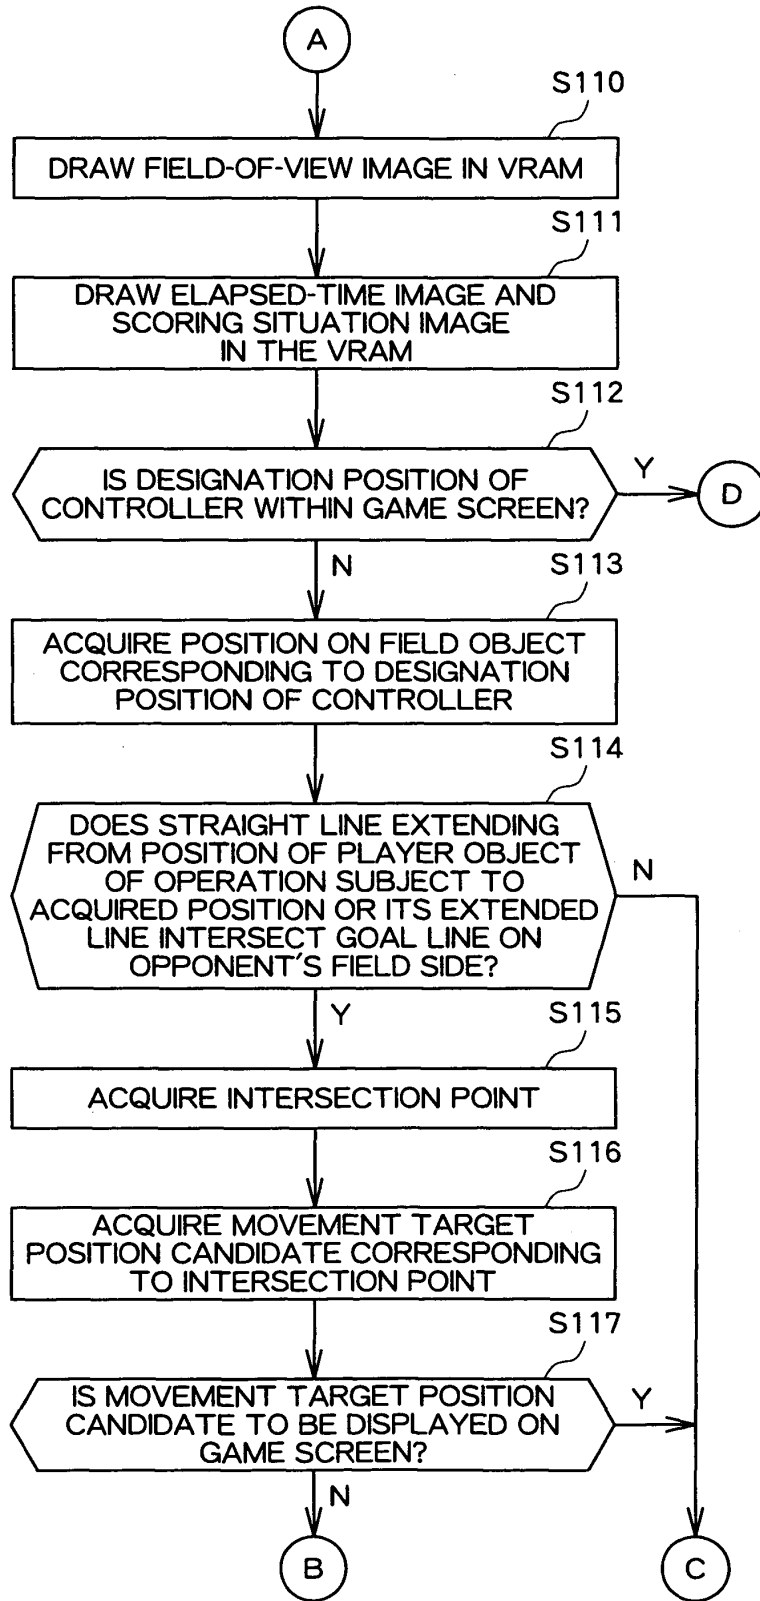 A
S110
DRAW FIELD-OF-VIEW IMAGE IN VRAM
S111
DRAW ELAPSED-TIME IMAGE AND
SCORING SITUATION IMAGE
IN THE VRAM
S112
IS DESIGNATION POSITION OF
CONTROLLER WITHIN GAME SCREEN?
Y
D
N
S113
ACQUIRE POSITION ON FIELD OBJECT
CORRESPONDING TO DESIGNATION
POSITION OF CONTROLLER
S114
DOES STRAIGHT LINE EXTENDING
FROM POSITION OF PLAYER OBJECT
OF OPERATION SUBJECT TO
ACQUIRED POSITION OR ITS EXTENDED
LINE INTERSECT GOAL LINE ON
OPPONENT'S FIELD SIDE?
N
Y
S115
ACQUIRE INTERSECTION POINT
S116
ACQUIRE MOVEMENT TARGET
POSITION CANDIDATE CORRESPONDING
TO INTERSECTION POINT
S117
IS MOVEMENT TARGET POSITION
CANDIDATE TO BE DISPLAYED ON
GAME SCREEN?
Y
N
B
C